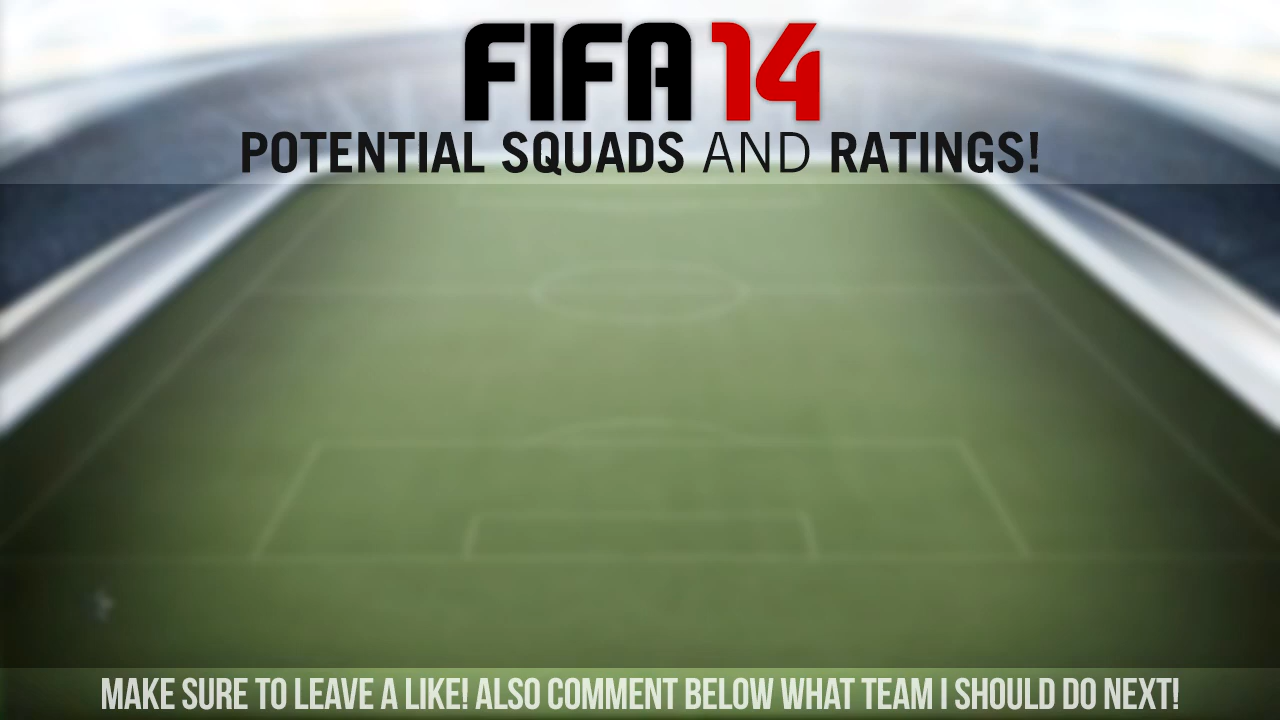 FIFA 14
POTENTIAL SQUADS AND RATINGS!
MAKE SURE TO LEAVE A LIKE! ALSO COMMENT BELOW WHAT TEAM I SHOULD DO NEXT!